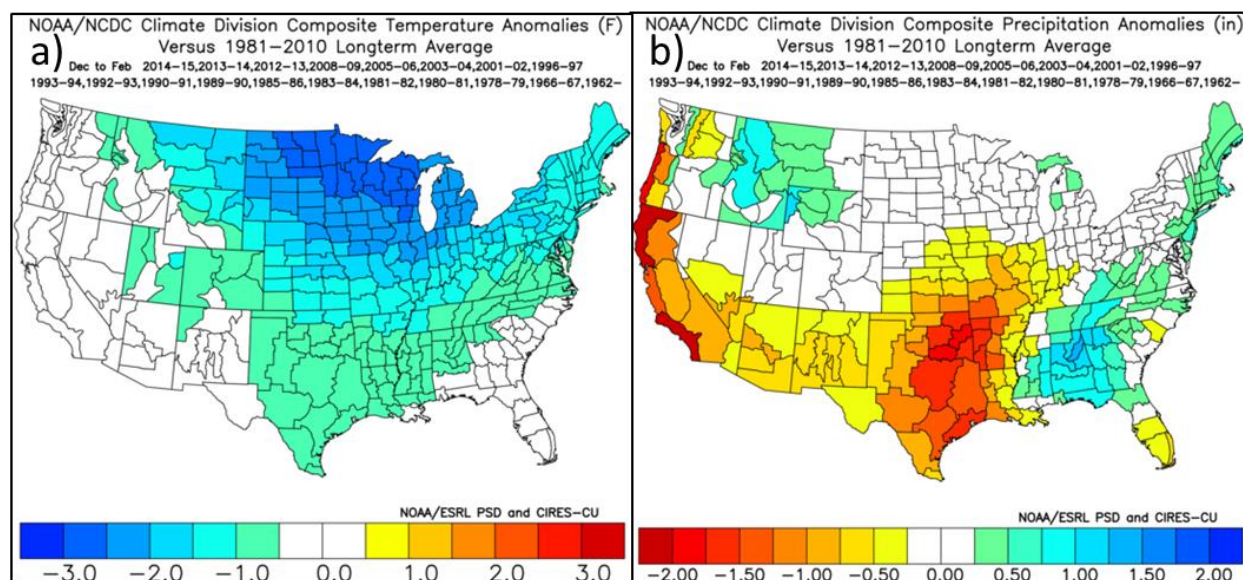 a)
NOAA/NCDC Climate Division Composite Temperature Anomalies (F)
Versus 1981-2010 Longterm Average
Dec to Feb 2014-15,2013-14,2012-13,2008-09,2005-06,2003-04,2001-02,1996-97
1993-94,1992-93,1990-91,1989-90,1985-86,1983-84,1981-82,1980-81,1978-79,1966-67,1962-
NOAA/ESRL PSD and CIRES-CU
-3.0 -2.0 -1.0 0.0 1.0 2.0 3.0
b)
NOAA/NCDC Climate Division Composite Precipitation Anomalies (in)
Versus 1981-2010 Longterm Average
Dec to Feb 2014-15,2013-14,2012-13,2008-09,2005-06,2003-04,2001-02,1996-97
1993-94,1992-93,1990-91,1989-90,1985-86,1983-84,1981-82,1980-81,1978-79,1966-67,1962-
NOAA/ESRL PSD and CIRES-CU
-2.00 -1.50 -1.00 -0.50 0.00 0.50 1.00 1.50 2.00